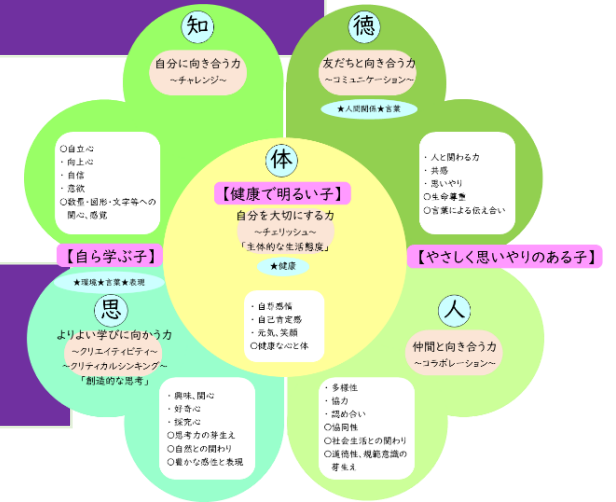 知
自分に向き合う力
～チャレンジ～
○自立心
・向上心
・自信
・意欲
○数量・図形・文字等への
関心、感覚
徳
友だちと向き合う力
～コミュニケーション～
★人間関係★言葉
・人と関わる力
・共感
・思いやり
○生命尊重
○言葉による伝え合い
体
【健康で明るい子】
自分を大切にする力
～チェリッシュ～
「主体的な生活態度」
★健康
・自尊感情
・自己肯定感
・元気、笑顔
○健康な心と体
【自ら学ぶ子】
★環境★言葉★表現
【やさしく思いやりのある子】
思
よりよい学びに向かう力
～クリエイティビティ～
～クリティカルシンキング～
「創造的な思考」
・興味、関心
・好奇心
・探究心
○思考力の芽生え
○自然との関わり
○豊かな感性と表現
人
仲間と向き合う力
～コラボレーション～
・多様性
・協力
・認め合い
○協同性
○社会生活との関わり
○道徳性、規範意識の
芽生え